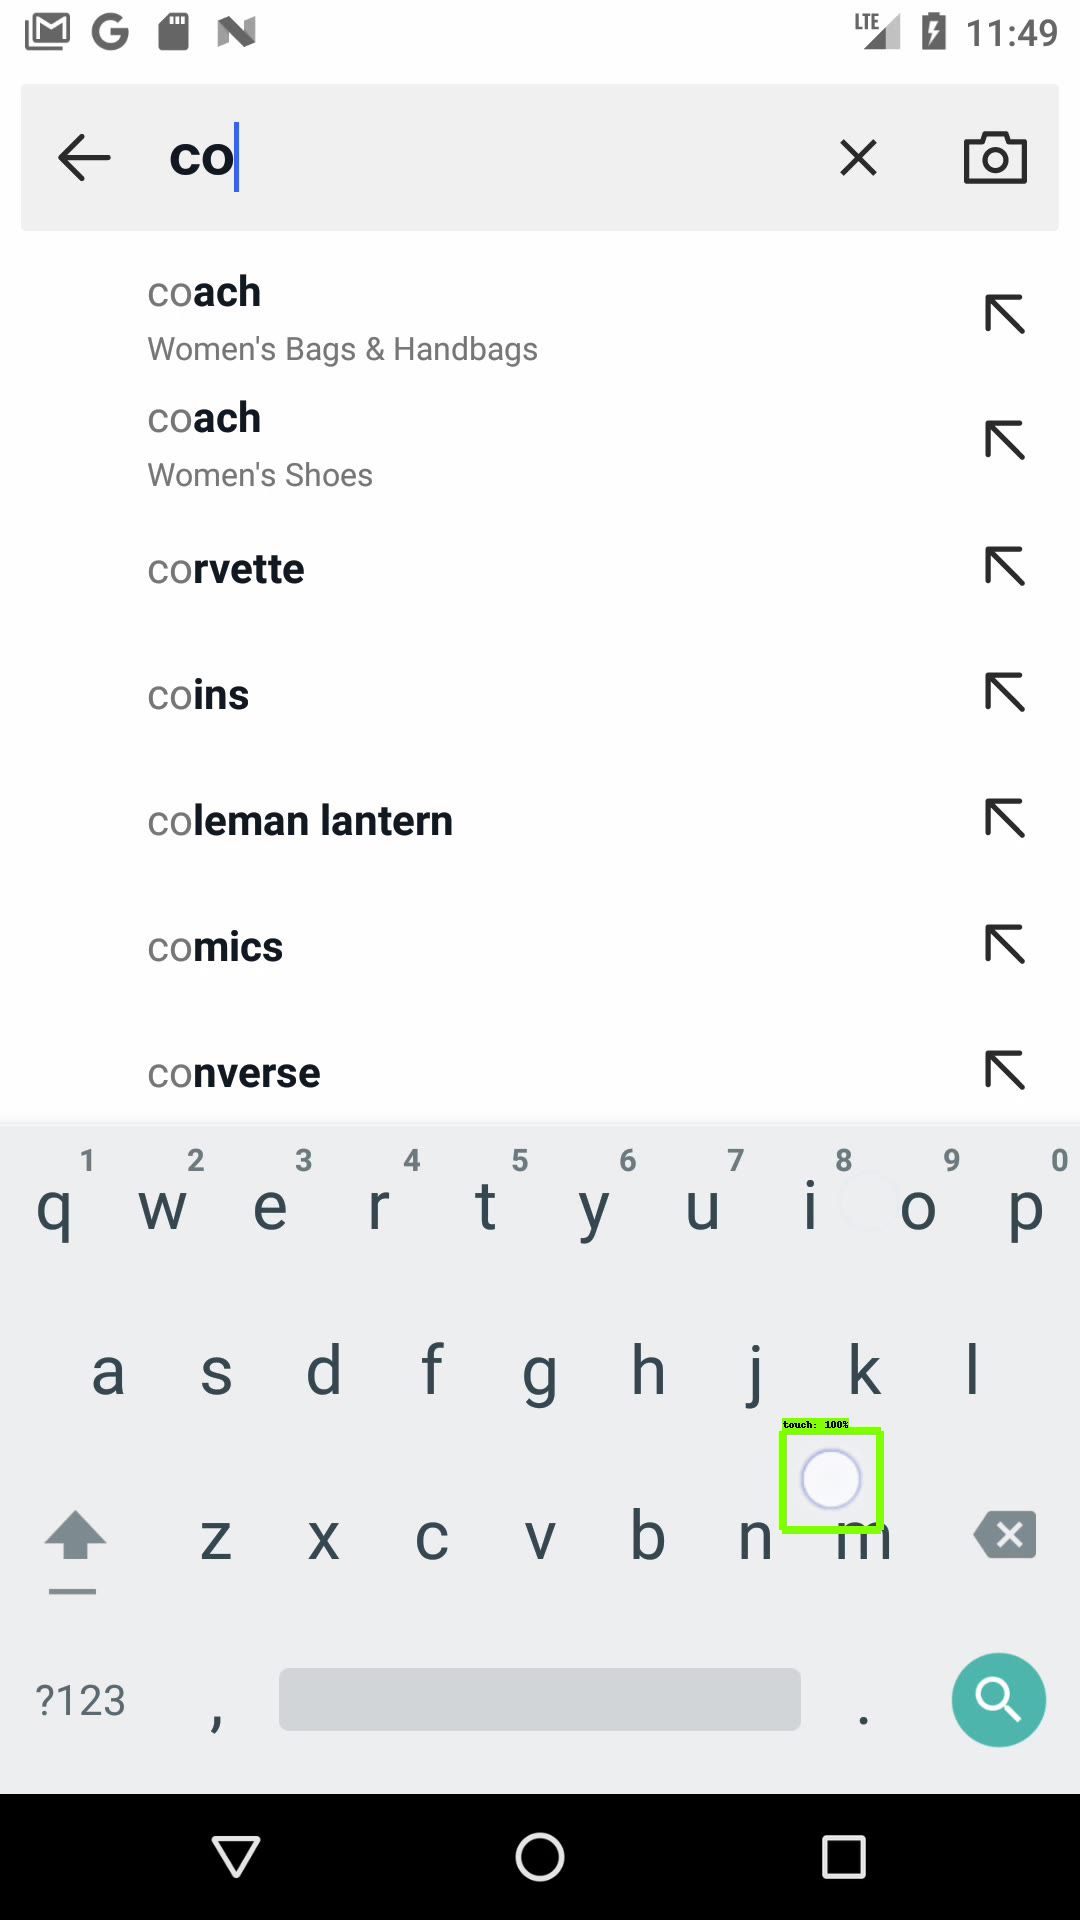 LTE 11:49
co
coach
Women's Bags & Handbags
coach
Women's Shoes
corvette
coins
coleman lantern
comics
converse
1 2 3 4 5 6 7 8 9 0
q w e r t y u i o p
a s d f g h j k l
touch: 100%
z x c v b n m
?123 , .